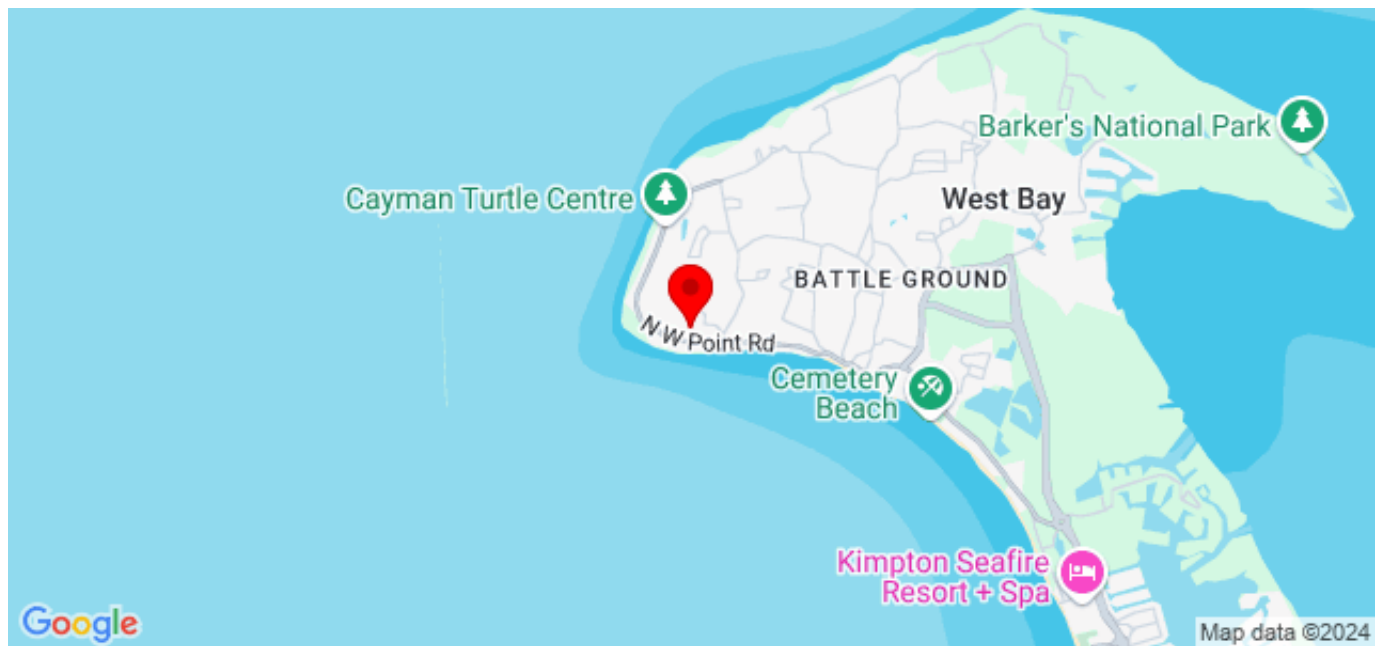 Barker's National Park
Cayman Turtle Centre
West Bay
BATTLE GROUND
N W Point Rd
Cemetery
Beach
Kimpton Seafire
Resort + Spa
Google
Map data ©2024